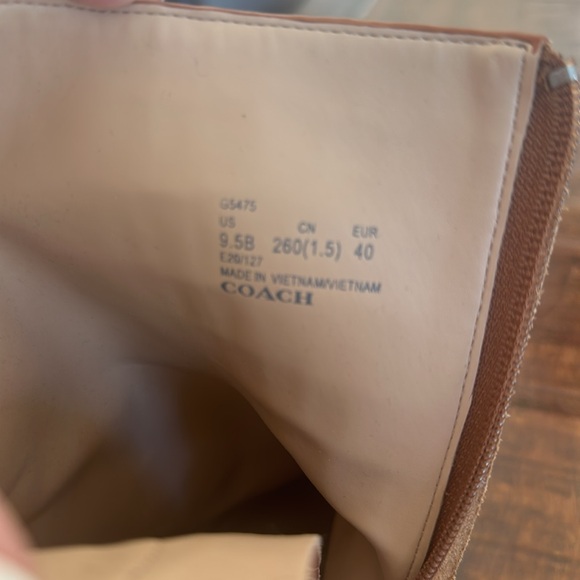 G5475
US CN EUR
9.5B 260(1.5) 40
E20/127
MADE IN VIETNAM/VIETNAM
COACH